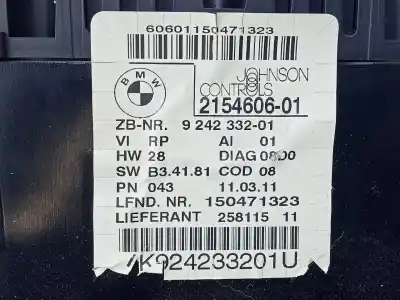 60601150471323
BMW
JOHNSON
CONTROLS
2154606-01
ZB-NR. 9 242 332-01
VI RP AI 01
HW 28 DIAG 0800
SW B3.41.81 COD 08
PN 043 11.03.11
LFND. NR. 150471323
LIEFERANT 258115 11
K924233201U